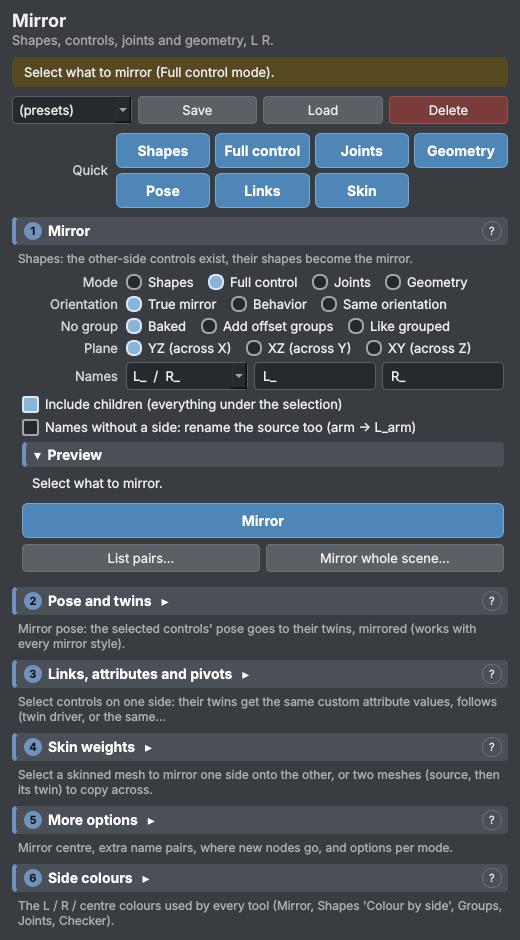 Mirror
Shapes, controls, joints and geometry, L R.
Select what to mirror (Full control mode).
(presets) Save Load Delete
Quick Shapes Full control Joints Geometry
Pose Links Skin
1 Mirror ?
Shapes: the other-side controls exist, their shapes become the mirror.
Mode Shapes Full control Joints Geometry
Orientation True mirror Behavior Same orientation
No group Baked Add offset groups Like grouped
Plane YZ (across X) XZ (across Y) XY (across Z)
Names L_ / R_ L_ R_
Include children (everything under the selection)
Names without a side: rename the source too (arm → L_arm)
▼ Preview
Select what to mirror.
Mirror
List pairs... Mirror whole scene...
2 Pose and twins ► ?
Mirror pose: the selected controls' pose goes to their twins, mirrored (works with
every mirror style).
3 Links, attributes and pivots ► ?
Select controls on one side: their twins get the same custom attribute values, follows
(twin driver, or the same...
4 Skin weights ► ?
Select a skinned mesh to mirror one side onto the other, or two meshes (source, then
its twin) to copy across.
5 More options ► ?
Mirror centre, extra name pairs, where new nodes go, and options per mode.
6 Side colours ► ?
The L / R / centre colours used by every tool (Mirror, Shapes 'Colour by side', Groups,
Joints, Checker).